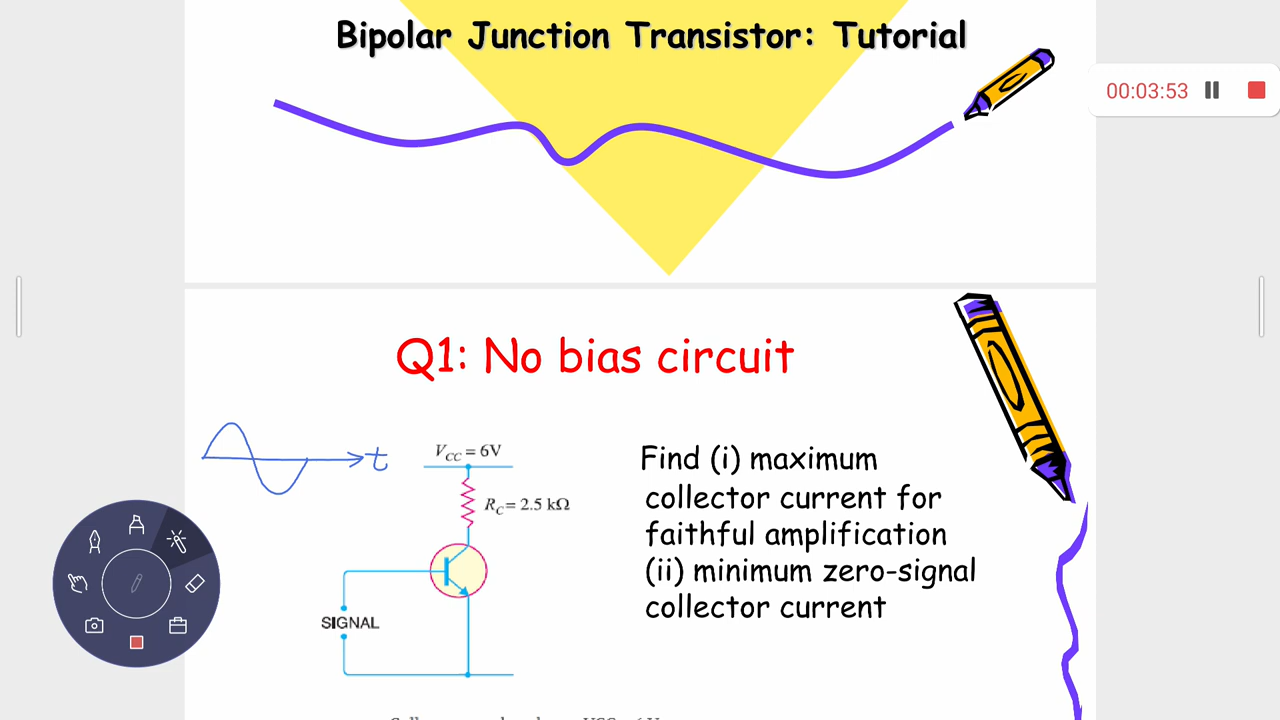 Bipolar Junction Transistor: Tutorial
00:03:53
Q1: No bias circuit
t
VCC = 6V
RC = 2.5 kΩ
SIGNAL
Find (i) maximum
collector current for
faithful amplification
(ii) minimum zero-signal
collector current